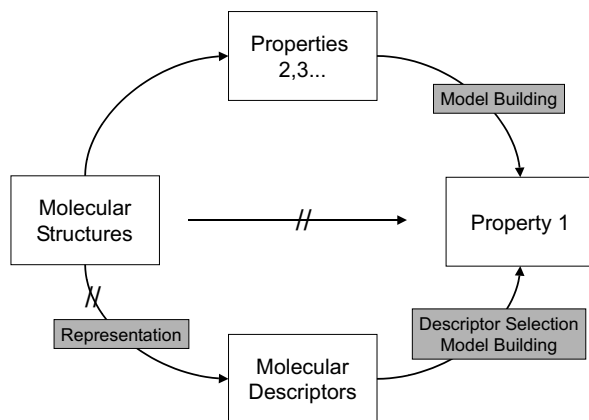 Properties
2,3...
Model Building
Molecular
Structures
//
Property 1
//
Representation
Descriptor Selection
Model Building
Molecular
Descriptors